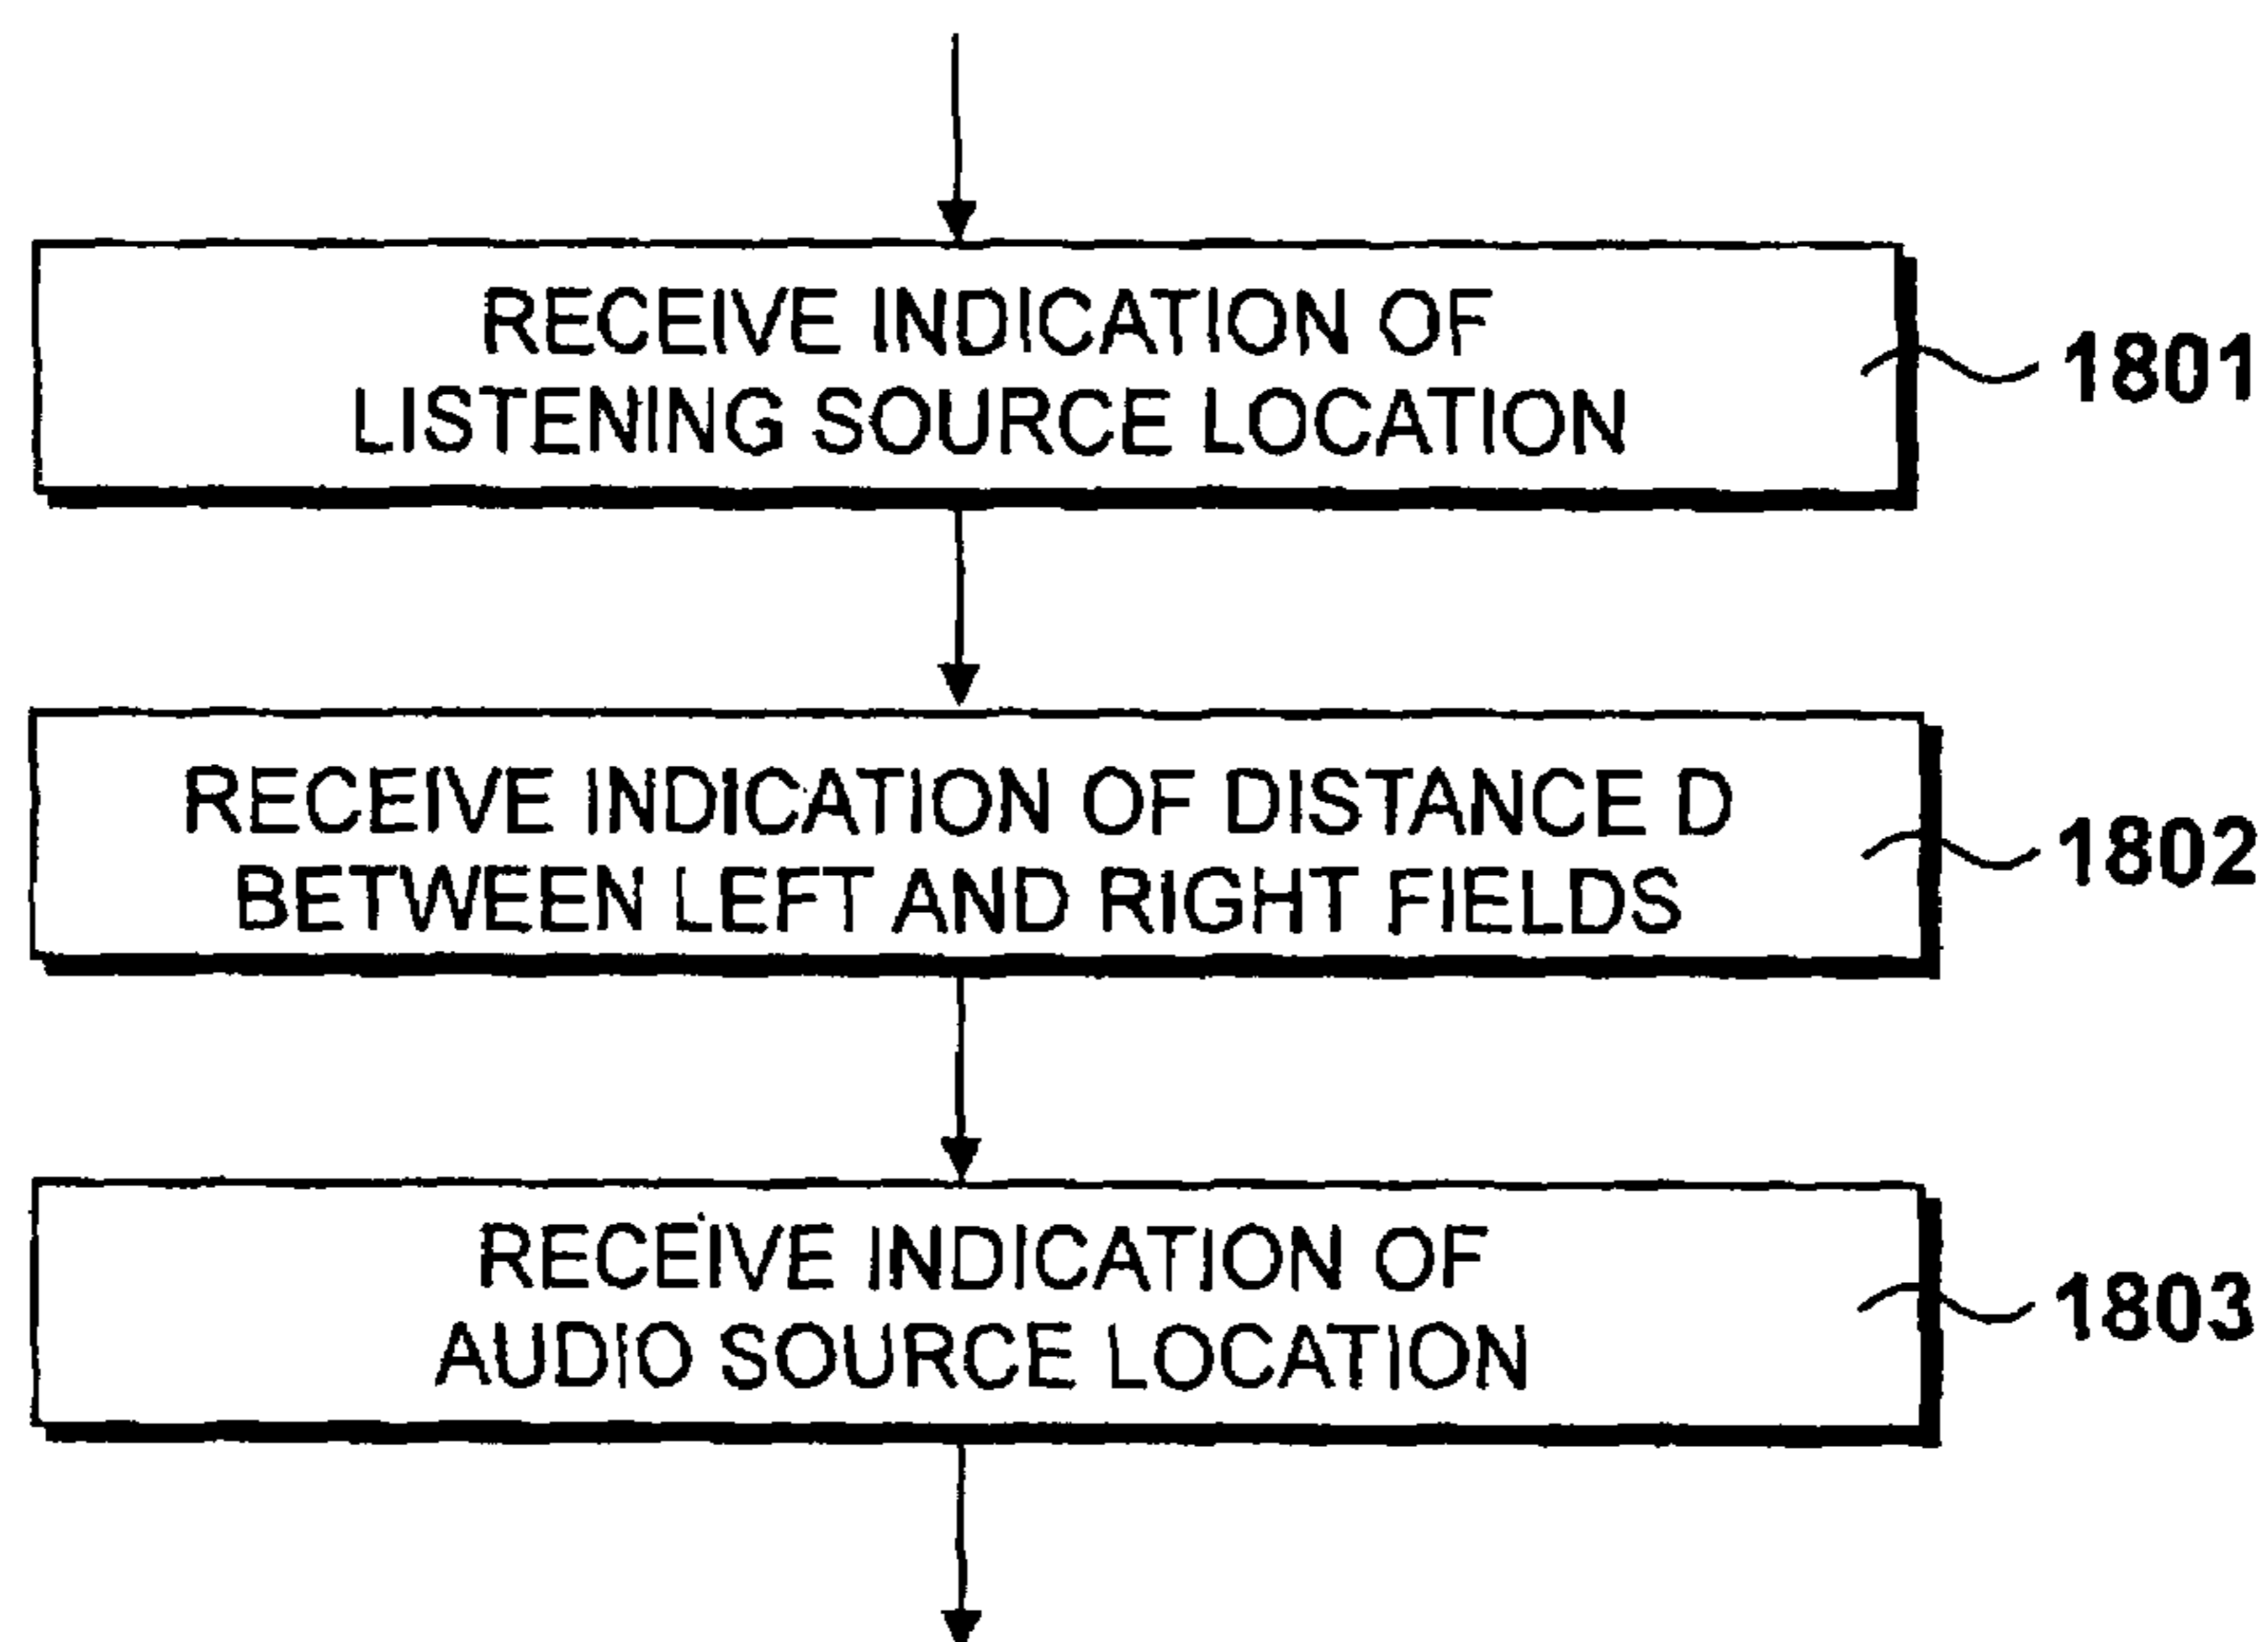 RECEIVE INDICATION OF
LISTENING SOURCE LOCATION
1801
RECEIVE INDICATION OF DISTANCE D
BETWEEN LEFT AND RIGHT FIELDS
1802
RECEIVE INDICATION OF
AUDIO SOURCE LOCATION
1803